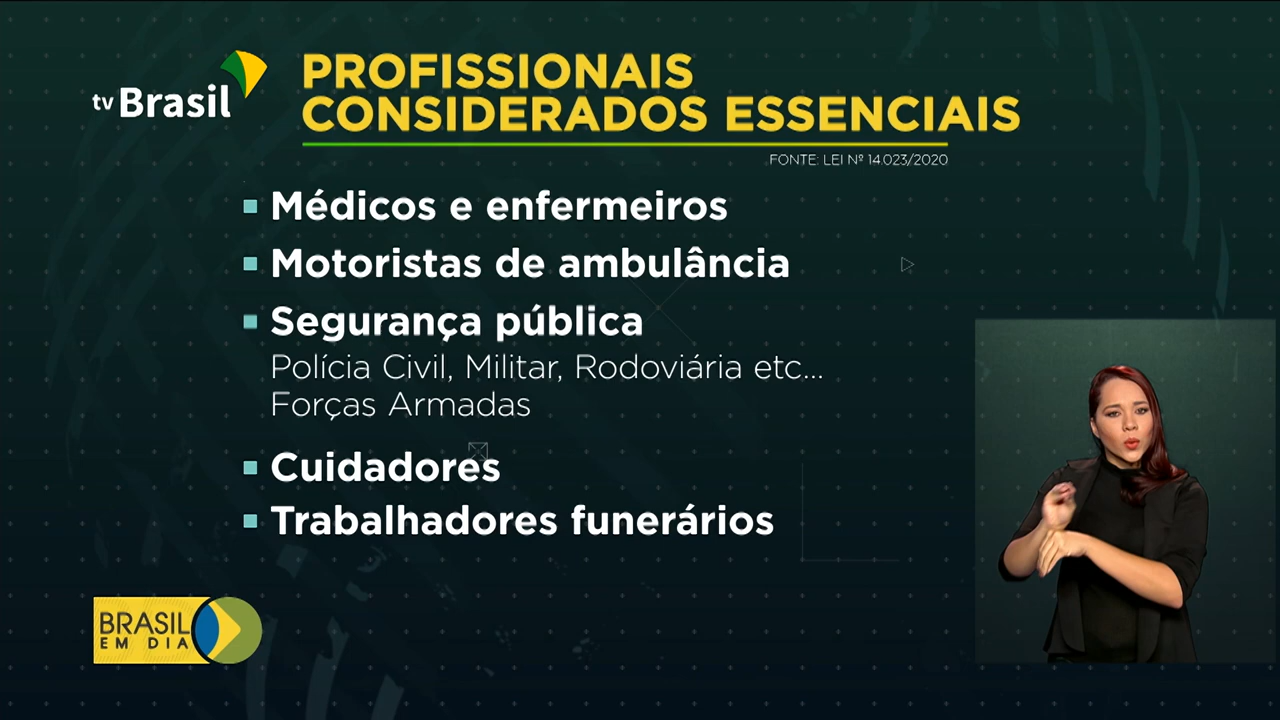 tv Brasil
PROFISSIONAIS
CONSIDERADOS ESSENCIAIS
FONTE: LEI Nº 14.023/2020
Médicos e enfermeiros
Motoristas de ambulância
Segurança pública
Polícia Civil, Militar, Rodoviária etc...
Forças Armadas
Cuidadores
Trabalhadores funerários
BRASIL
EM DIA